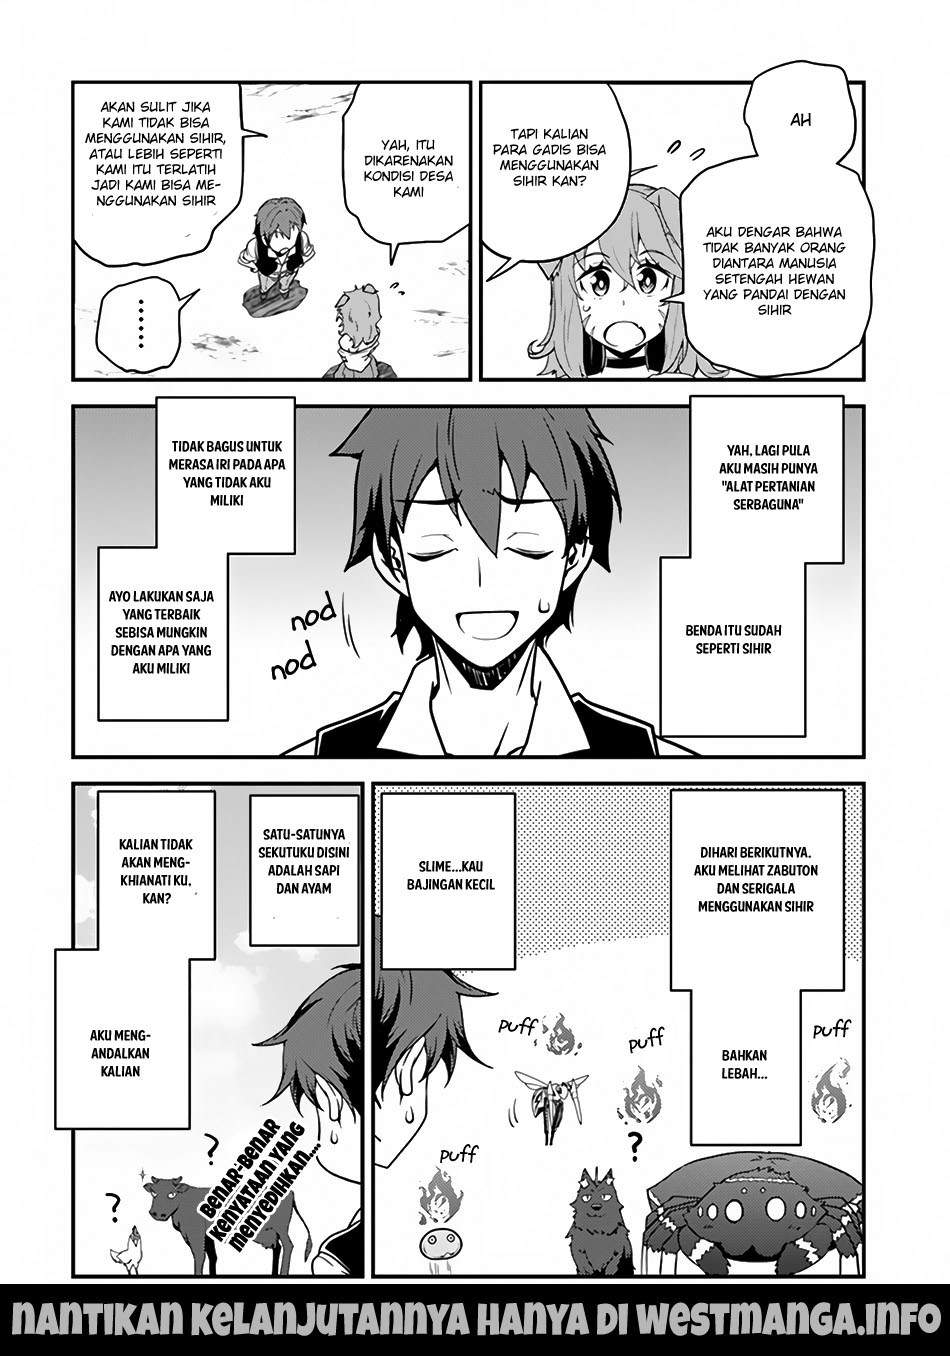 AH
AKU DENGAR BAHWA
TIDAK BANYAK ORANG
DIANTARA MANUSIA
SETENGAH HEWAN
YANG PANDAI DENGAN
SIHIR
TAPI KALIAN
PARA GADIS BISA
MENGGUNAKAN
SIHIR KAN?
YAH, ITU
DIKARENAKAN
KONDISI DESA
KAMI
AKAN SULIT JIKA
KAMI TIDAK BISA
MENGGUNAKAN SIHIR,
ATAU LEBIH SEPERTI
KAMI ITU TERLATIH
JADI KAMI BISA ME-
NGGUNAKAN SIHIR
......
YAH, LAGI PULA
AKU MASIH PUNYA
"ALAT PERTANIAN
SERBAGUNA"
BENDA ITU SUDAH
SEPERTI SIHIR
TIDAK BAGUS UNTUK
MERASA IRI PADA APA
YANG TIDAK AKU
MILIKI
AYO LAKUKAN SAJA
YANG TERBAIK
SEBISA MUNGKIN
DENGAN APA YANG
AKU MILIKI
nod
nod
DIHARI BERIKUTNYA,
AKU MELIHAT ZABUTON
DAN SERIGALA
MENGGUNAKAN SIHIR
BAHKAN
LEBAH...
SLIME...KAU
BAJINGAN KECIL
puff
puff
puff
puff
?
SATU-SATUNYA
SEKUTUKU DISINI
ADALAH SAPI
DAN AYAM
KALIAN TIDAK
AKAN MENG-
KHIANATI KU,
KAN?
AKU MENG-
ANDALKAN
KALIAN
?
?
BENAR-BENAR
KENYATAAN YANG
MENYEDIHKAN....
NANTIKAN KELANJUTANNYA HANYA DI WESTMANGA.INFO